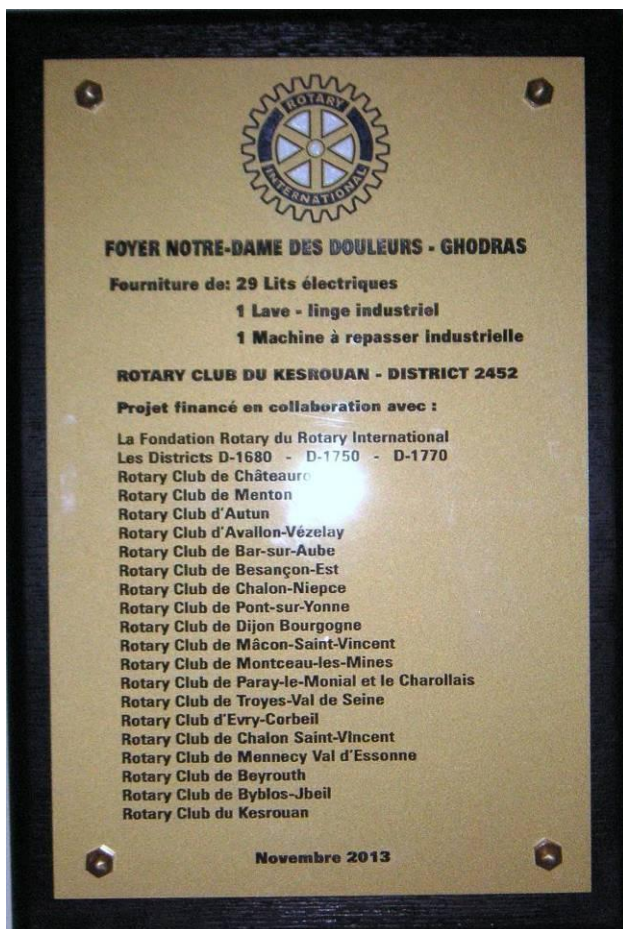 ROTARY
INTERNATIONAL
FOYER NOTRE-DAME DES DOULEURS - GHODRAS
Fourniture de: 29 Lits électriques
1 Lave - linge industriel
1 Machine à repasser industrielle
ROTARY CLUB DU KESROUAN - DISTRICT 2452
Projet financé en collaboration avec :
La Fondation Rotary du Rotary International
Les Districts D-1680 - D-1750 - D-1770
Rotary Club de
Rotary Club de Menton
Rotary Club d'Autun
Rotary Club d'Avallon-Vézelay
Rotary Club de Bar-sur-Aube
Rotary Club de Besançon-Est
Rotary Club de Chalon-Niepce
Rotary Club de Pont-sur-Yonne
Rotary Club de Dijon Bourgogne
Rotary Club de Mâcon-Saint-Vincent
Rotary Club de Montceau-les-Mines
Rotary Club de Paray-le-Monial et le Charollais
Rotary Club de Troyes-Val de Seine
Rotary Club d'Evry-Corbeil
Rotary Club de Chalon Saint-VIncent
Rotary Club de Mennecy Val d'Essonne
Rotary Club de Beyrouth
Rotary Club de Byblos-Jbeil
Rotary Club du Kesrouan
Novembre 2013